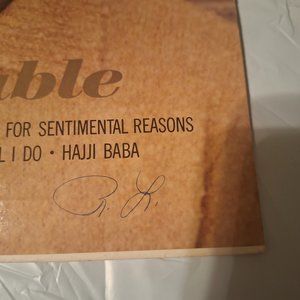 able
FOR SENTIMENTAL REASONS
I DO • HAJJI BABA
R. L.